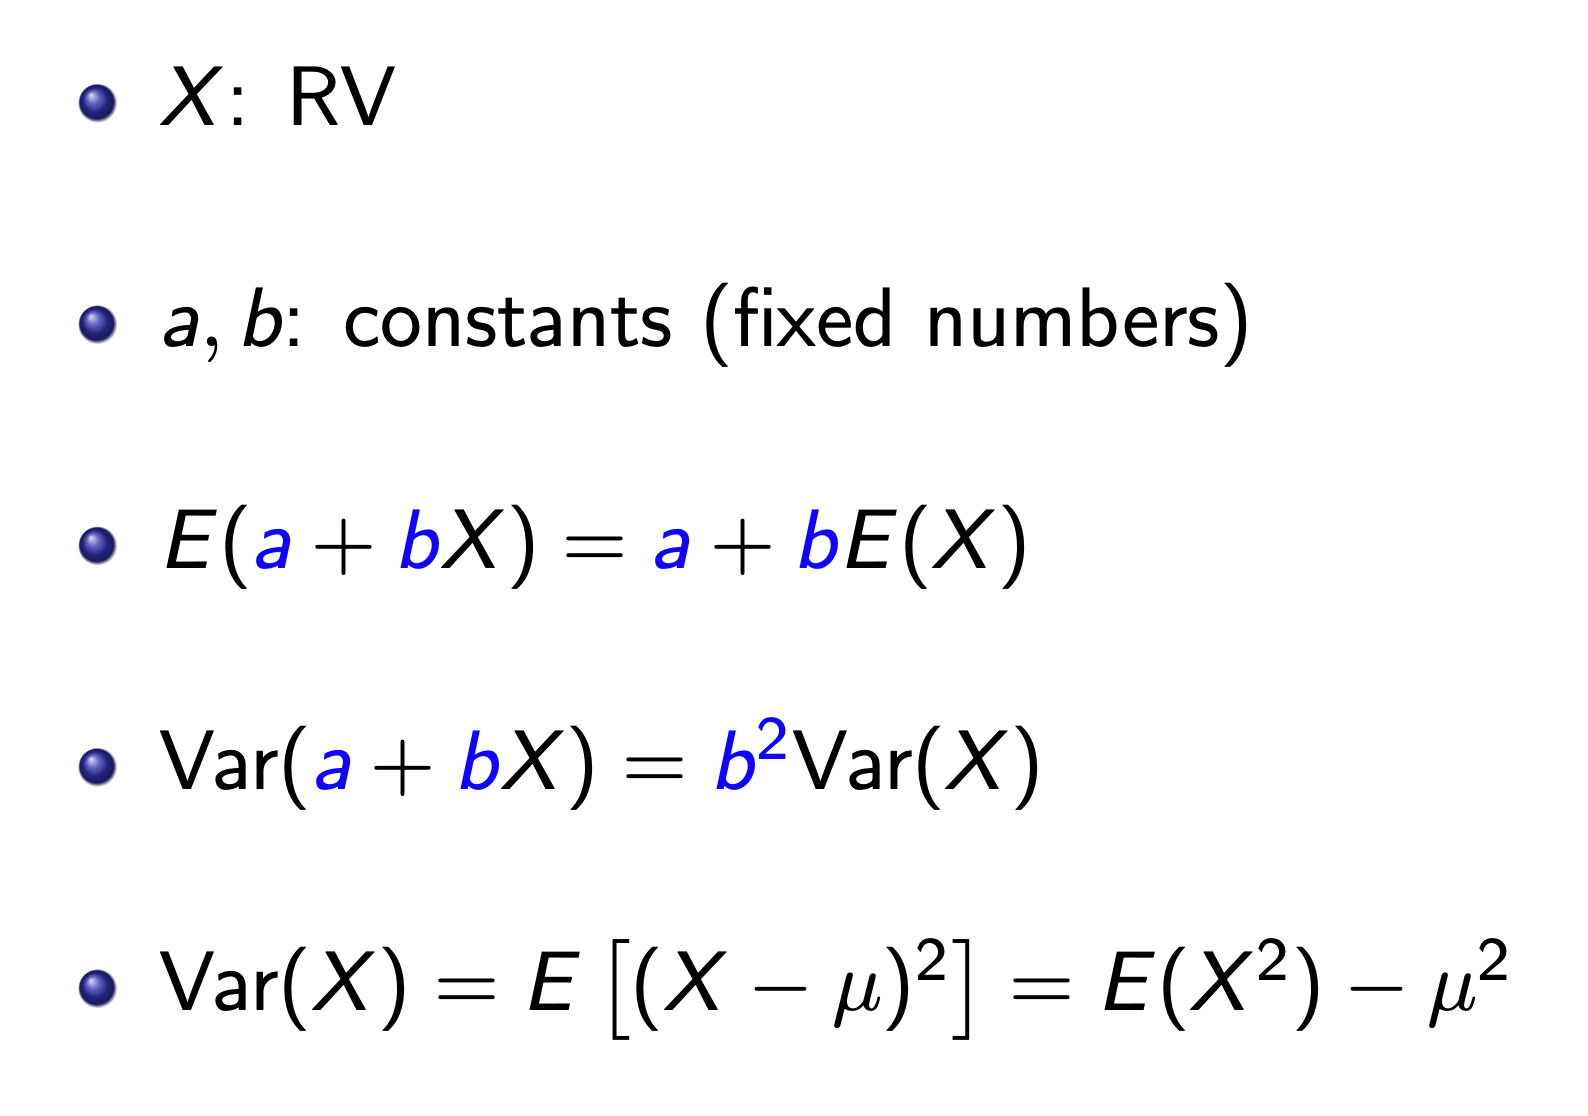 • X: RV
• a, b: constants (fixed numbers)
• E(a + bX) = a + bE(X)
• Var(a + bX) = b²Var(X)
• Var(X) = E [(X − μ)²] = E(X²) − μ²